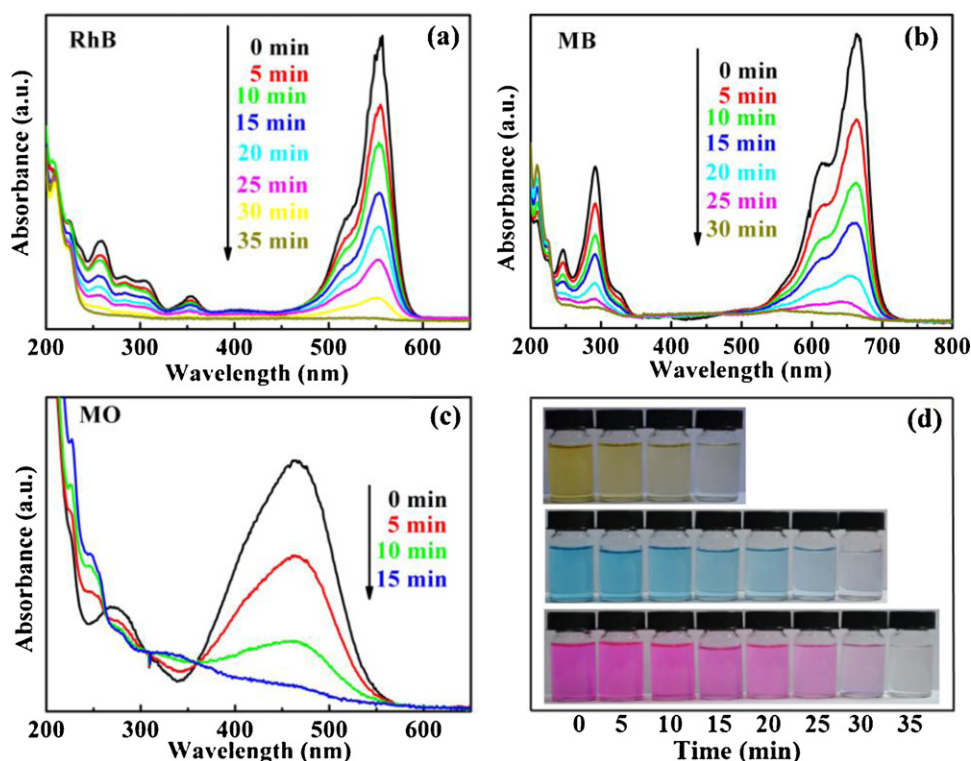 RhB
(a)
0 min
5 min
10 min
15 min
20 min
25 min
30 min
35 min
Absorbance (a.u.)
200 300 400 500 600
Wavelength (nm)
MB
(b)
0 min
5 min
10 min
15 min
20 min
25 min
30 min
Absorbance (a.u.)
200 300 400 500 600 700 800
Wavelength (nm)
MO
(c)
0 min
5 min
10 min
15 min
Absorbance (a.u.)
200 300 400 500 600
Wavelength (nm)
(d)
0 5 10 15 20 25 30 35
Time (min)